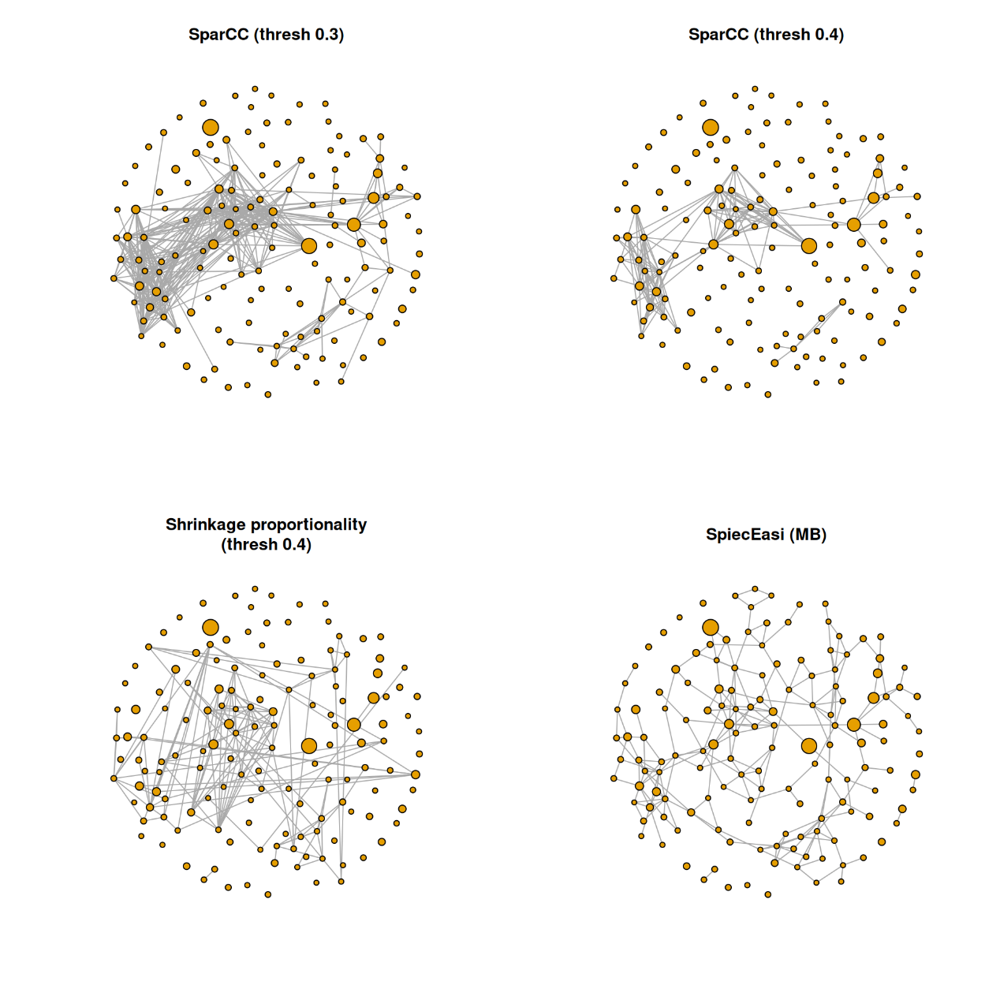 SparCC (thresh 0.3)
SparCC (thresh 0.4)
Shrinkage proportionality
(thresh 0.4)
SpiecEasi (MB)